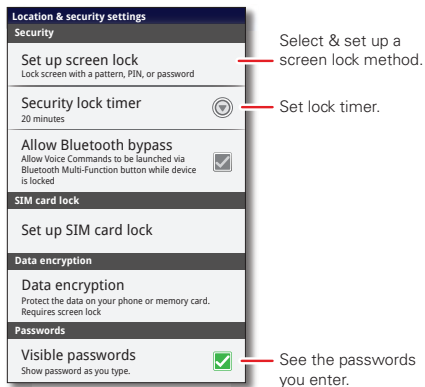 Location & security settings
Security
Set up screen lock
Lock screen with a pattern, PIN, or password
Select & set up a
screen lock method.
Security lock timer
20 minutes
Set lock timer.
Allow Bluetooth bypass
Allow Voice Commands to be launched via
Bluetooth Multi-Function button while device
is locked
SIM card lock
Set up SIM card lock
Data encryption
Data encryption
Protect the data on your phone or memory card.
Requires screen lock
Passwords
Visible passwords
Show password as you type.
See the passwords
you enter.